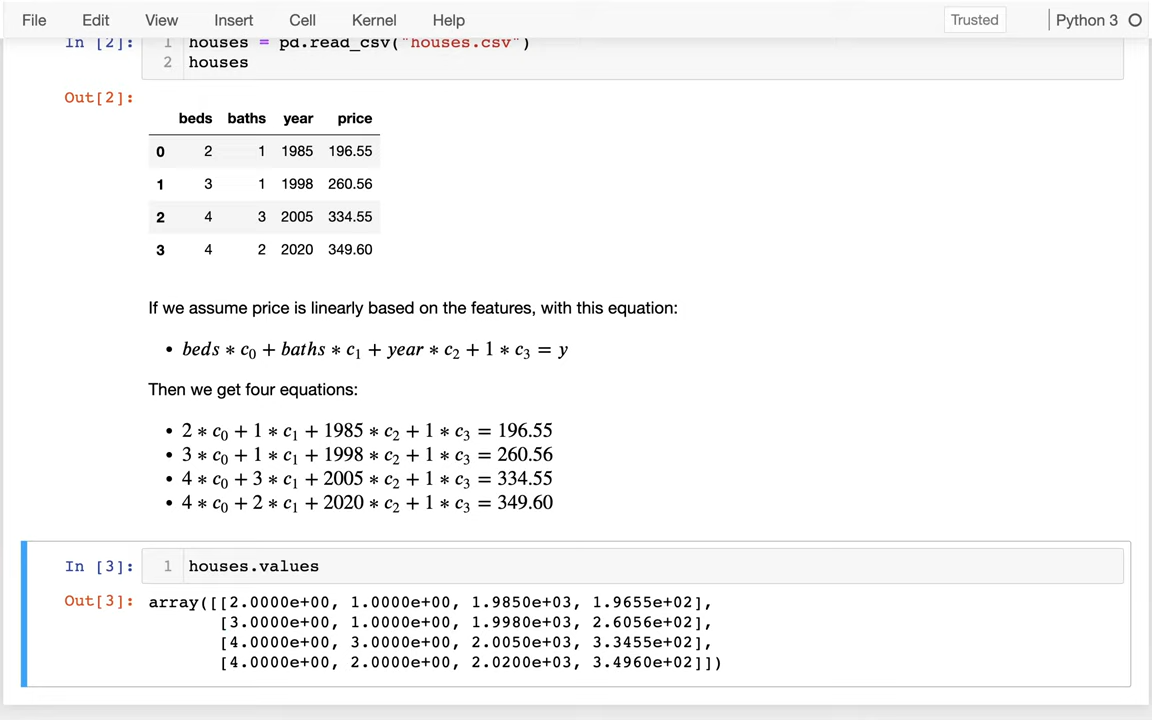 File Edit View Insert Cell Kernel Help Trusted Python 3
In [2]: 1 houses = pd.read_csv("houses.csv")
2 houses
Out[2]:
beds baths year price
0 2 1 1985 196.55
1 3 1 1998 260.56
2 4 3 2005 334.55
3 4 2 2020 349.60
If we assume price is linearly based on the features, with this equation:
• beds ∗ c₀ + baths ∗ c₁ + year ∗ c₂ + 1 ∗ c₃ = y
Then we get four equations:
• 2 ∗ c₀ + 1 ∗ c₁ + 1985 ∗ c₂ + 1 ∗ c₃ = 196.55
• 3 ∗ c₀ + 1 ∗ c₁ + 1998 ∗ c₂ + 1 ∗ c₃ = 260.56
• 4 ∗ c₀ + 3 ∗ c₁ + 2005 ∗ c₂ + 1 ∗ c₃ = 334.55
• 4 ∗ c₀ + 2 ∗ c₁ + 2020 ∗ c₂ + 1 ∗ c₃ = 349.60
In [3]: 1 houses.values
Out[3]: array([[2.0000e+00, 1.0000e+00, 1.9850e+03, 1.9655e+02],
[3.0000e+00, 1.0000e+00, 1.9980e+03, 2.6056e+02],
[4.0000e+00, 3.0000e+00, 2.0050e+03, 3.3455e+02],
[4.0000e+00, 2.0000e+00, 2.0200e+03, 3.4960e+02]])